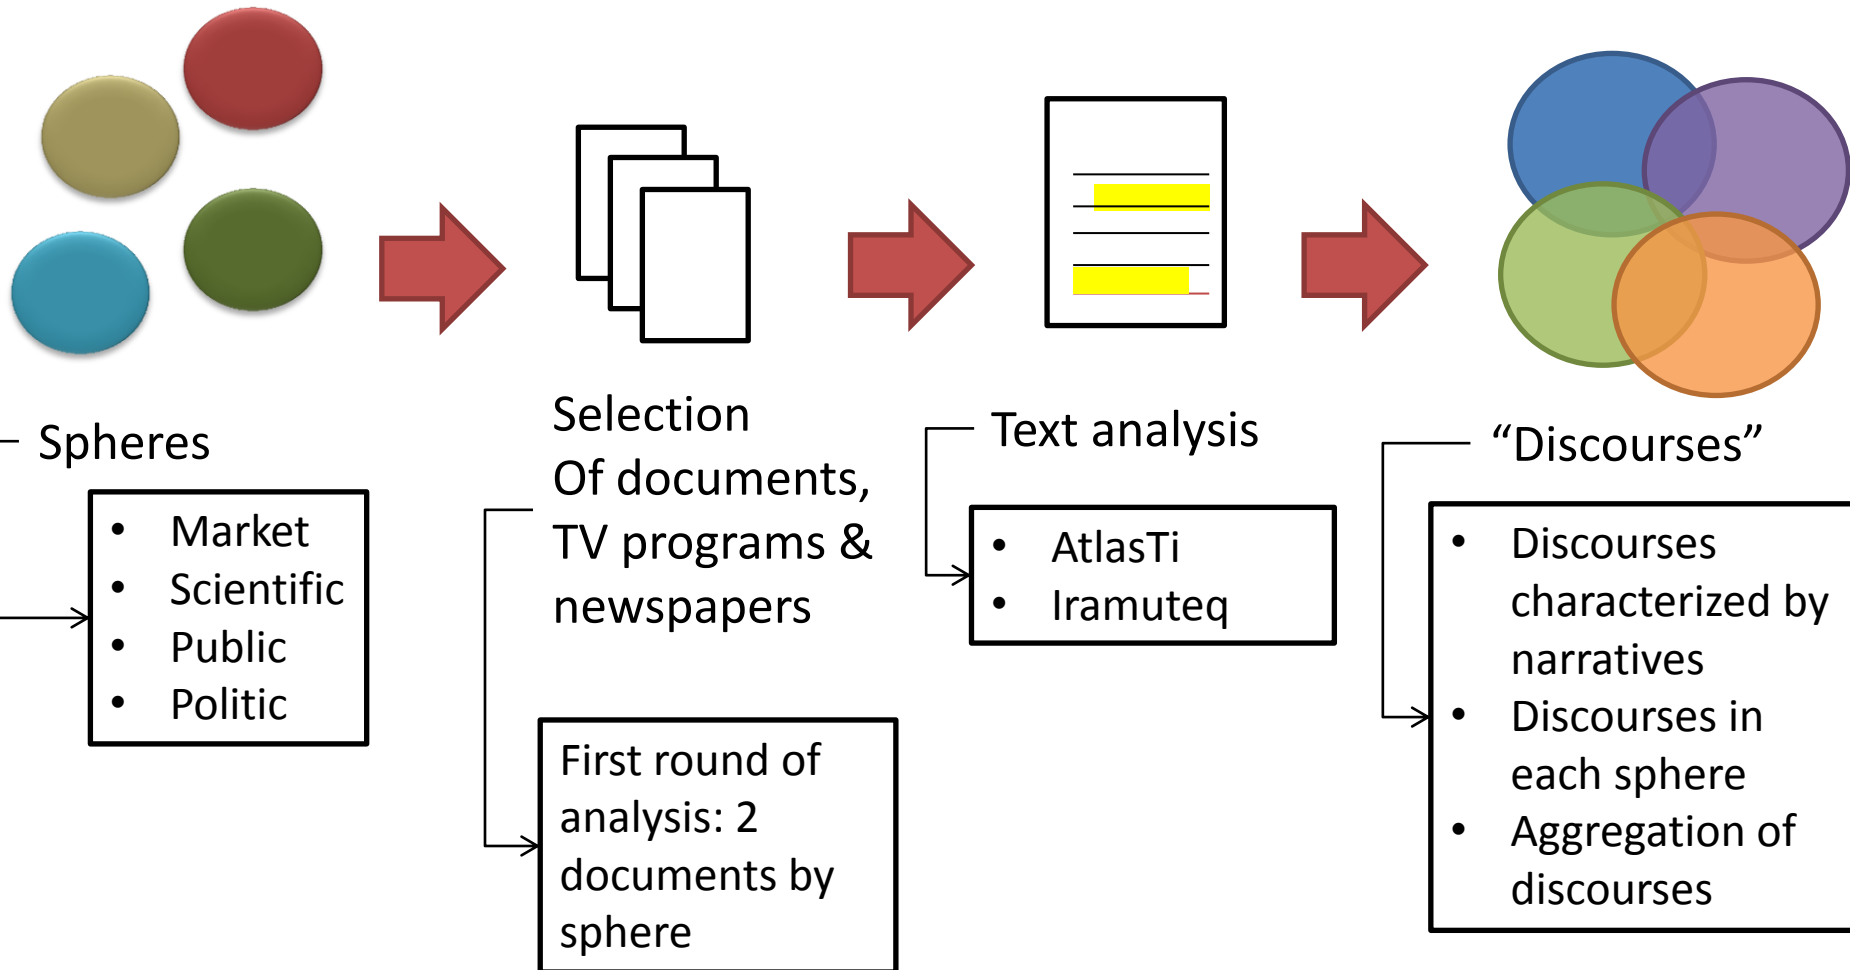 Spheres
• Market
• Scientific
• Public
• Politic
Selection
Of documents,
TV programs &
newspapers
First round of
analysis: 2
documents by
sphere
Text analysis
• AtlasTi
• Iramuteq
“Discourses”
• Discourses
characterized by
narratives
• Discourses in
each sphere
• Aggregation of
discourses